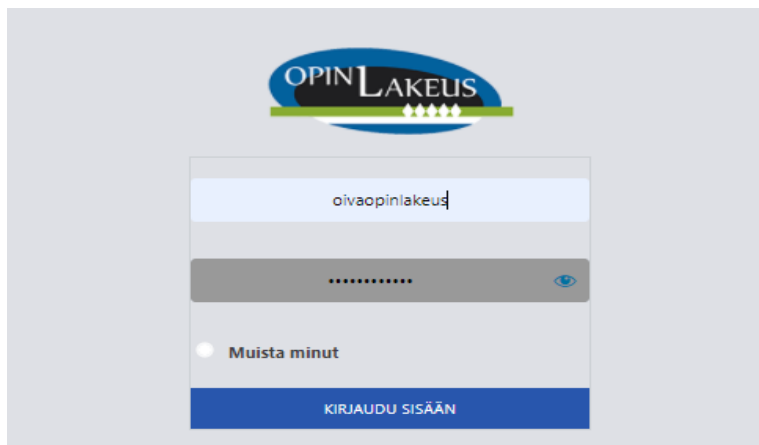 OPIN LAKEUS
oivaopinlakeus
••••••••••••
Muista minut
KIRJAUDU SISÄÄN